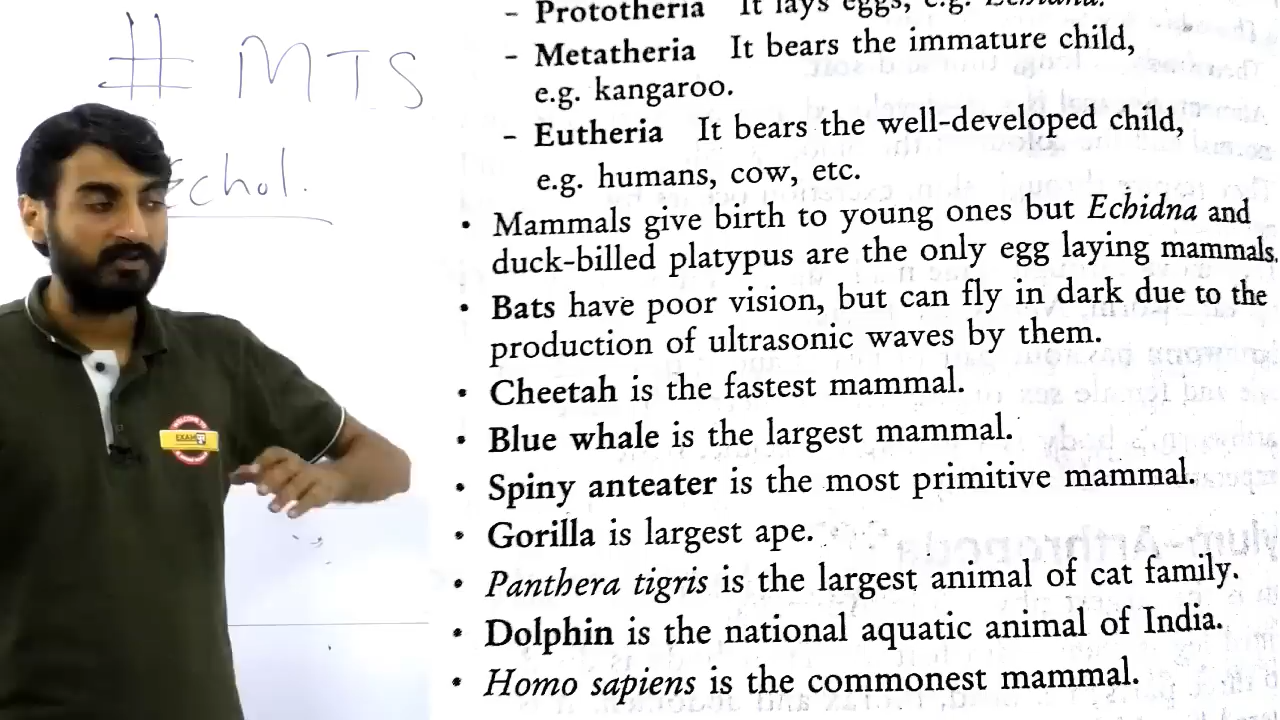 # MTS
echol.
- Prototheria It lays eggs, e.g. Echidna.
- Metatheria It bears the immature child,
e.g. kangaroo.
- Eutheria It bears the well-developed child,
e.g. humans, cow, etc.
• Mammals give birth to young ones but Echidna and
duck-billed platypus are the only egg laying mammals.
• Bats have poor vision, but can fly in dark due to the
production of ultrasonic waves by them.
• Cheetah is the fastest mammal.
• Blue whale is the largest mammal.
• Spiny anteater is the most primitive mammal.
• Gorilla is largest ape.
• Panthera tigris is the largest animal of cat family.
• Dolphin is the national aquatic animal of India.
• Homo sapiens is the commonest mammal.
EXAM